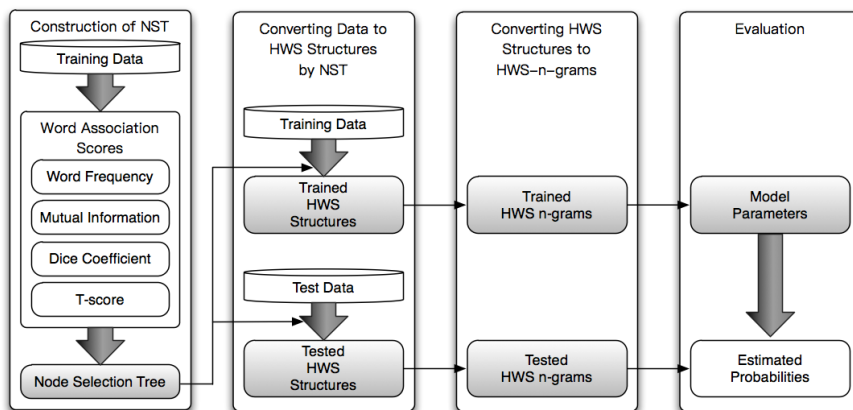 Construction of NST
Training Data
Word Association
Scores
Word Frequency
Mutual Information
Dice Coefficient
T-score
Node Selection Tree
Converting Data to
HWS Structures
by NST
Training Data
Trained
HWS
Structures
Test Data
Tested
HWS
Structures
Converting HWS
Structures to
HWS-n-grams
Trained
HWS n-grams
Tested
HWS n-grams
Evaluation
Model
Parameters
Estimated
Probabilities